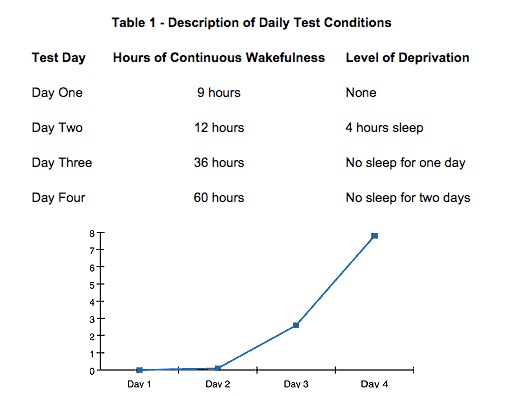 Table 1 - Description of Daily Test Conditions
Test Day Hours of Continuous Wakefulness Level of Deprivation
Day One 9 hours None
Day Two 12 hours 4 hours sleep
Day Three 36 hours No sleep for one day
Day Four 60 hours No sleep for two days
8
7
6
5
4
3
2
1
0
Day 1 Day 2 Day 3 Day 4